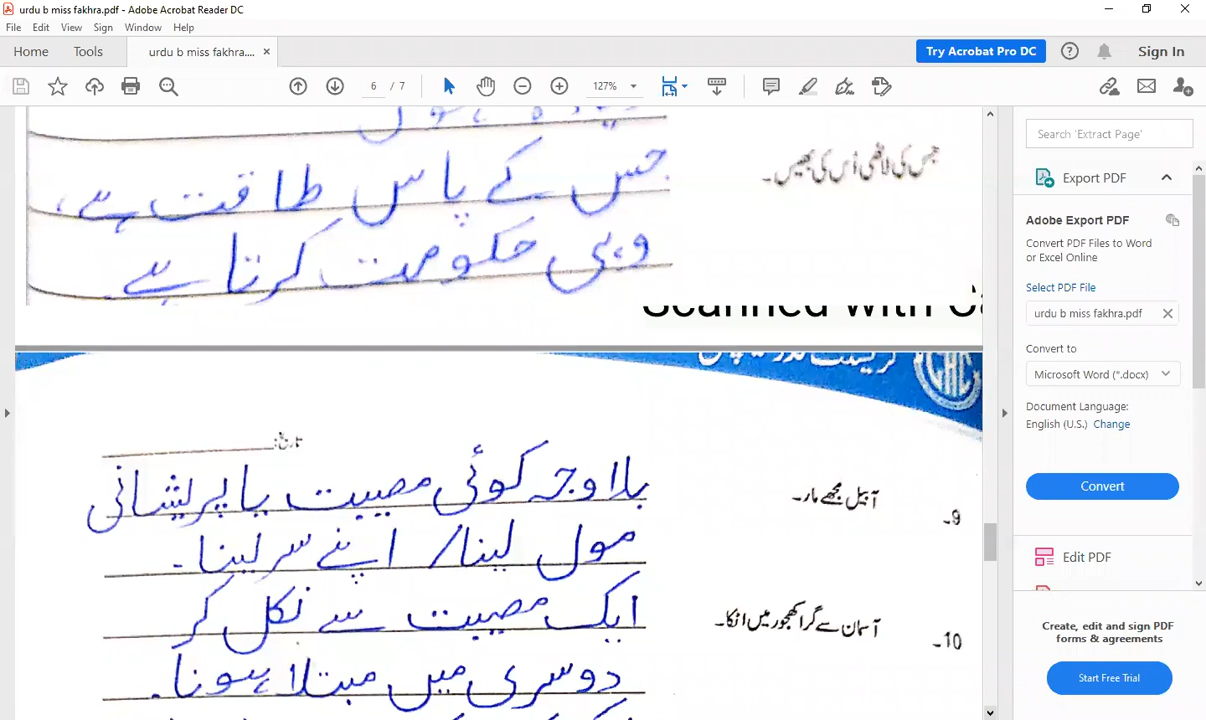 urdu b miss fakhra.pdf - Adobe Acrobat Reader DC
File Edit View Sign Window Help
Home Tools urdu b miss fakhra.... × Try Acrobat Pro DC Sign In
6 / 7 127%
جس کی لاٹھی اُس کی بھینس۔
جس کے پاس طاقت ہے،
وہی حکومت کرتا ہے
Scanned with Ca
9۔ آ بیل مجھے مار۔
بلاوجہ کوئی مصیبت یا پریشانی
مول لینا/ اپنے سر لینا۔
10۔ آسمان سے گرا کھجور میں اٹکا۔
ایک مصیبت سے نکل کر
دوسری میں مبتلا ہونا۔
Search 'Extract Page'
Export PDF
Adobe Export PDF
Convert PDF Files to Word
or Excel Online
Select PDF File
urdu b miss fakhra.pdf ×
Convert to
Microsoft Word (*.docx)
Document Language:
English (U.S.) Change
Convert
Edit PDF
Create, edit and sign PDF
forms & agreements
Start Free Trial